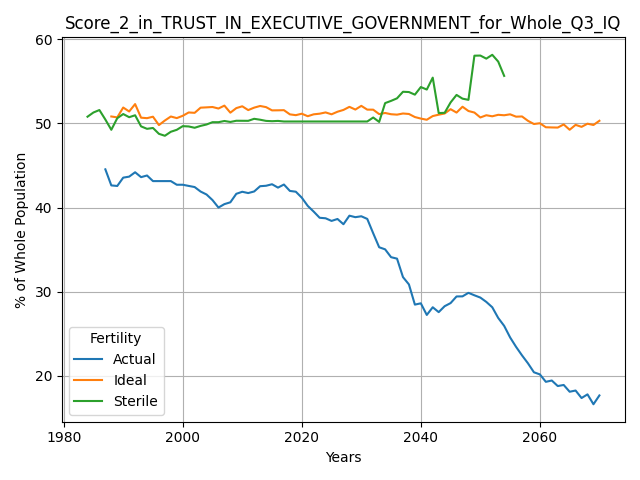 Score_2_in_TRUST_IN_EXECUTIVE_GOVERNMENT_for_Whole_Q3_IQ
% of Whole Population
60
50
40
30
20
Fertility
Actual
Ideal
Sterile
1980
2000
2020
2040
2060
Years